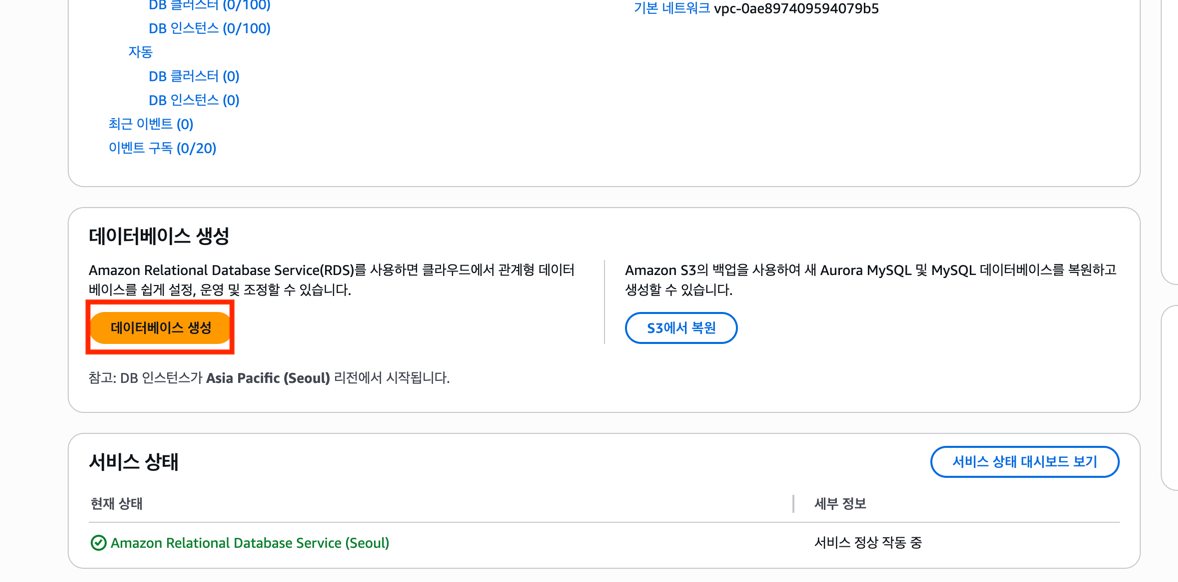 DB 클러스터 (0/100)
기본 네트워크 vpc-0ae897409594079b5
DB 인스턴스 (0/100)
자동
DB 클러스터 (0)
DB 인스턴스 (0)
최근 이벤트 (0)
이벤트 구독 (0/20)
데이터베이스 생성
Amazon Relational Database Service(RDS)를 사용하면 클라우드에서 관계형 데이터
베이스를 쉽게 설정, 운영 및 조정할 수 있습니다.
데이터베이스 생성
Amazon S3의 백업을 사용하여 새 Aurora MySQL 및 MySQL 데이터베이스를 복원하고
생성할 수 있습니다.
S3에서 복원
참고: DB 인스턴스가 Asia Pacific (Seoul) 리전에서 시작됩니다.
서비스 상태
서비스 상태 대시보드 보기
현재 상태
세부 정보
Amazon Relational Database Service (Seoul)
서비스 정상 작동 중